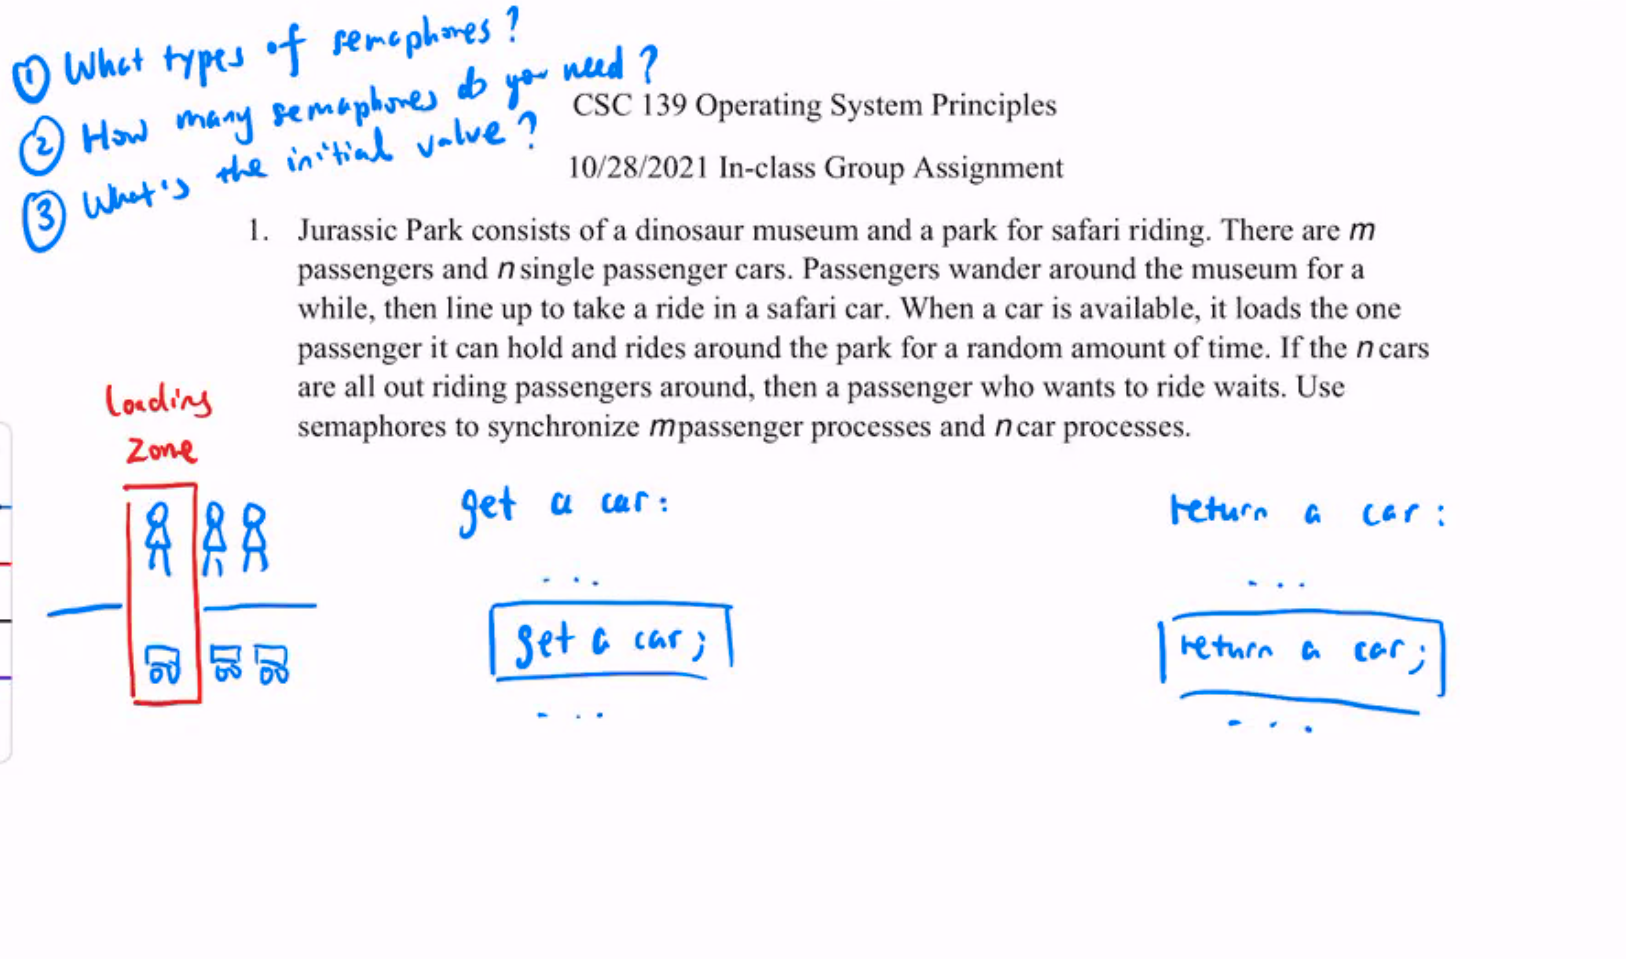 ① What types of semaphores?
② How many semaphores do you need?
③ What's the initial value?
CSC 139 Operating System Principles
10/28/2021 In-class Group Assignment
1. Jurassic Park consists of a dinosaur museum and a park for safari riding. There are m
passengers and n single passenger cars. Passengers wander around the museum for a
while, then line up to take a ride in a safari car. When a car is available, it loads the one
passenger it can hold and rides around the park for a random amount of time. If the n cars
are all out riding passengers around, then a passenger who wants to ride waits. Use
semaphores to synchronize m passenger processes and n car processes.
Loading
Zone
get a car:
...
get a car;
...
return a car:
...
return a car;
...